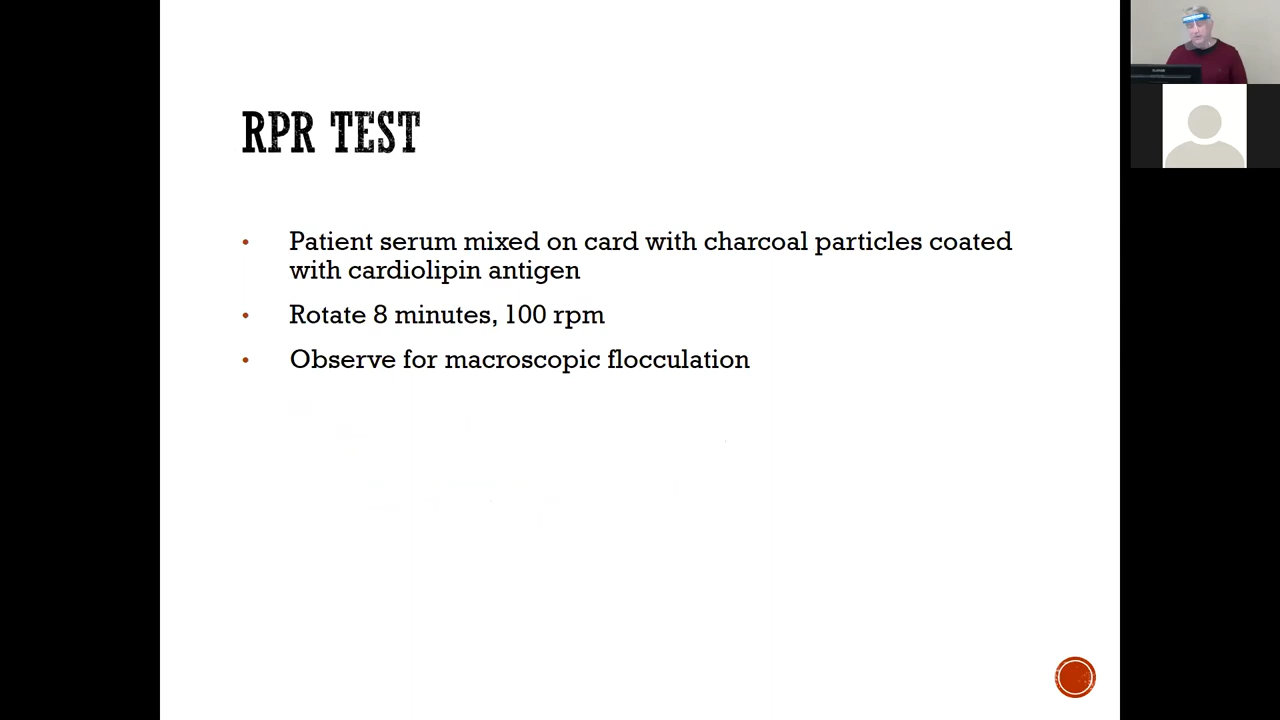 RPR TEST
• Patient serum mixed on card with charcoal particles coated
with cardiolipin antigen
• Rotate 8 minutes, 100 rpm
• Observe for macroscopic flocculation